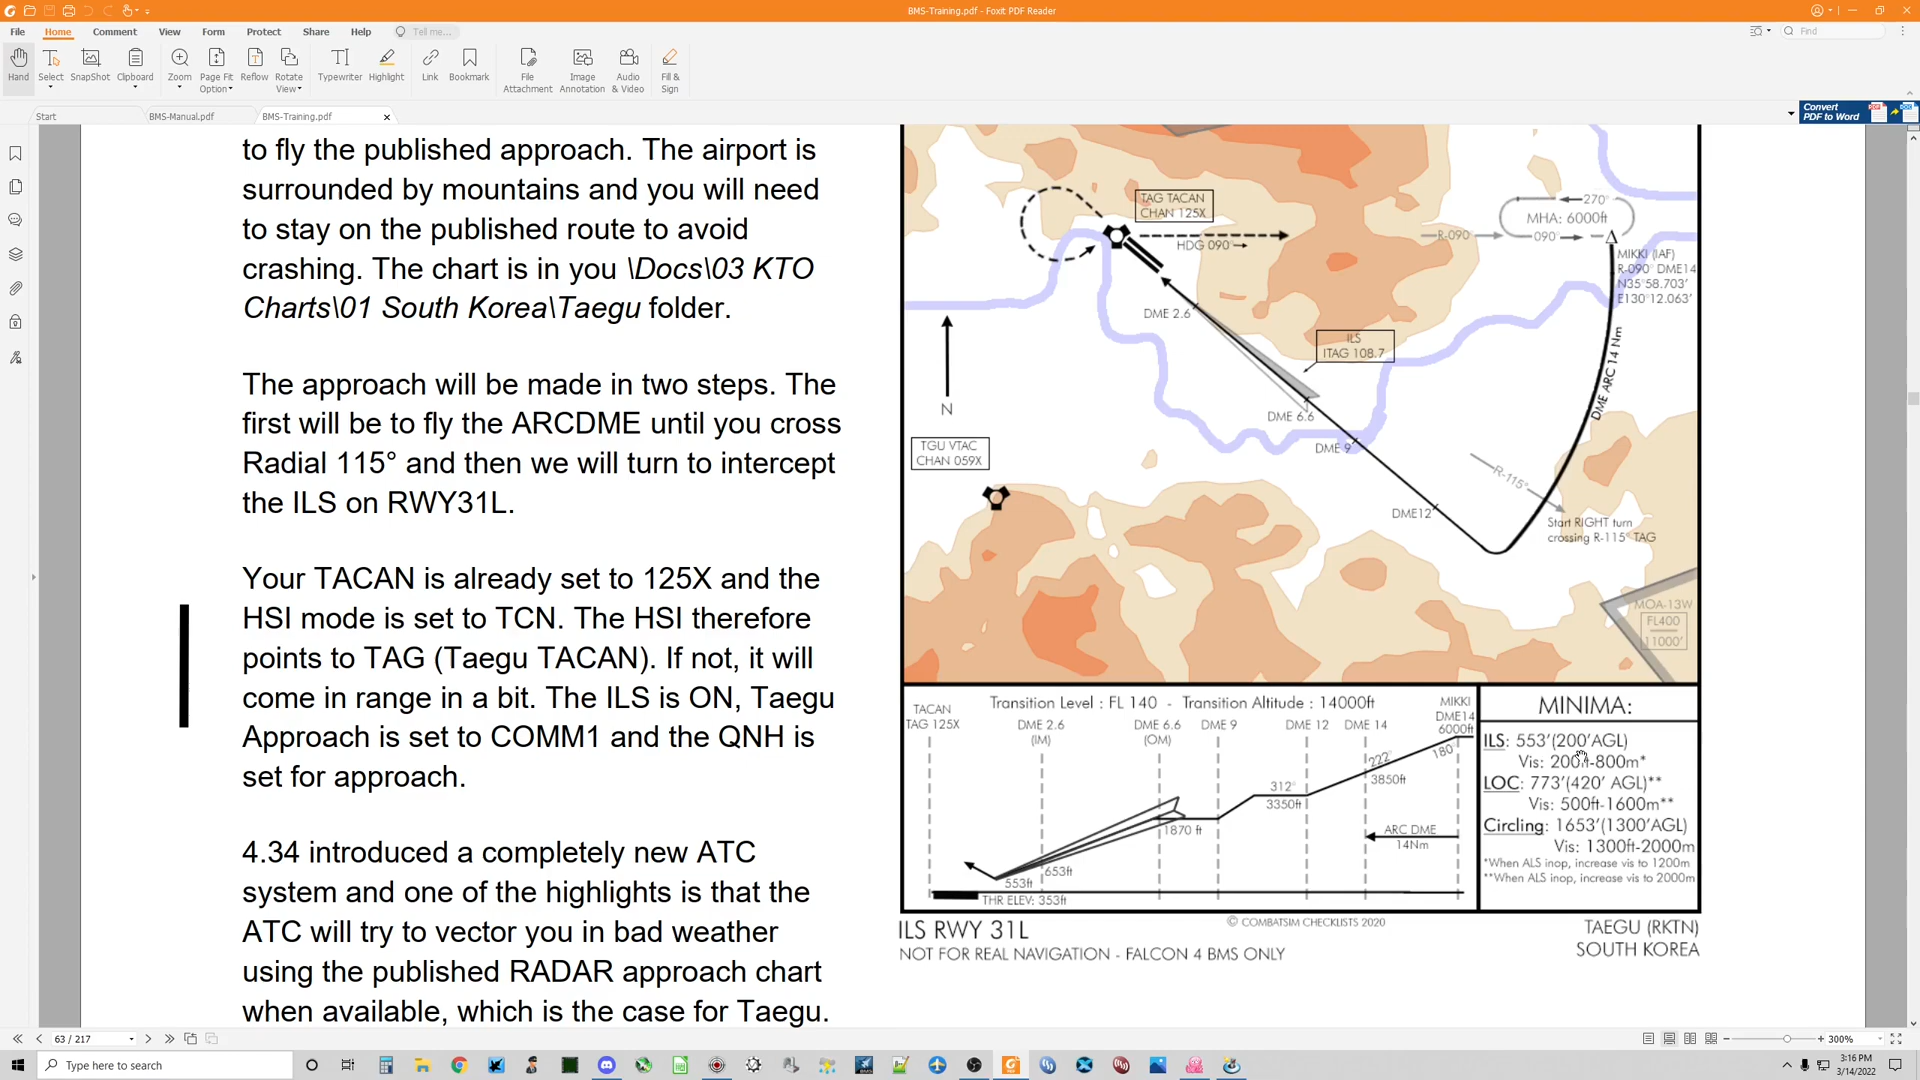 BMS-Training.pdf - Foxit PDF Reader
File
Home
Comment
View
Form
Protect
Share
Help
Tell me...
Find
Hand
Select
SnapShot
Clipboard
Zoom
Page Fit
Option
Reflow
Rotate
View
Typewriter
Highlight
Link
Bookmark
File
Attachment
Image
Annotation
Audio
& Video
Fill &
Sign
Start
BMS-Manual.pdf
BMS-Training.pdf
Convert
PDF to Word
to fly the published approach. The airport is
surrounded by mountains and you will need
to stay on the published route to avoid
crashing. The chart is in you \Docs\03 KTO
Charts\01 South Korea\Taegu folder.
The approach will be made in two steps. The
first will be to fly the ARCDME until you cross
Radial 115° and then we will turn to intercept
the ILS on RWY31L.
Your TACAN is already set to 125X and the
HSI mode is set to TCN. The HSI therefore
points to TAG (Taegu TACAN). If not, it will
come in range in a bit. The ILS is ON, Taegu
Approach is set to COMM1 and the QNH is
set for approach.
4.34 introduced a completely new ATC
system and one of the highlights is that the
ATC will try to vector you in bad weather
using the published RADAR approach chart
when available, which is the case for Taegu.
TAG TACAN
CHAN 125X
HDG 090°
R-090
270°
MHA: 6000ft
090°
MIKKI (IAF)
R-090° DME14
N35°58.703'
E130°12.063'
DME 2.6
ILS
ITAG 108.7
DME ARC 14 Nm
N
DME 6.6
TGU VTAC
CHAN 059X
DME 9
R-115°
DME12
Start RIGHT turn
crossing R-115° TAG
MOA-13W
FL400
11000'
Transition Level : FL 140 - Transition Altitude : 14000ft
TACAN
TAG 125X
DME 2.6
(IM)
DME 6.6
(OM)
DME 9
DME 12
DME 14
MIKKI
DME14
6000ft
180°
222°
3850ft
312°
3350ft
1870 ft
ARC DME
14Nm
653ft
553ft
THR ELEV: 353ft
MINIMA:
ILS: 553'(200'AGL)
Vis: 200ft-800m*
LOC: 773'(420' AGL)**
Vis: 500ft-1600m**
Circling: 1653'(1300'AGL)
Vis: 1300ft-2000m
*When ALS inop, increase vis to 1200m
**When ALS inop, increase vis to 2000m
ILS RWY 31L
© COMBATSIM CHECKLISTS 2020
TAEGU (RKTN)
NOT FOR REAL NAVIGATION - FALCON 4 BMS ONLY
SOUTH KOREA
63 / 217
300%
Type here to search
3:16 PM
3/14/2022